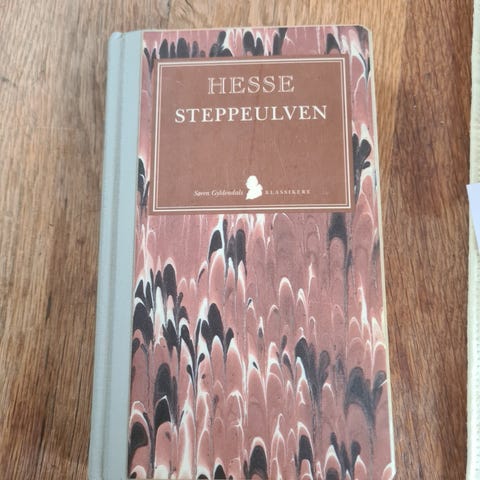 HESSE
STEPPEULVEN
Søren Gyldendals KLASSIKERE